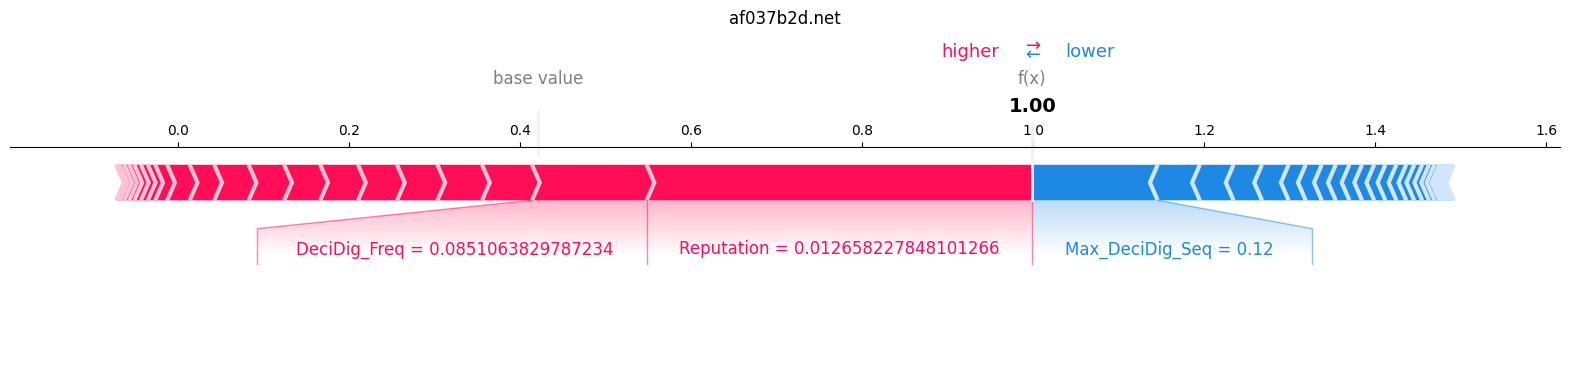 af037b2d.net
higher ⇄ lower
base value f(x)
1.00
0.0 0.2 0.4 0.6 0.8 1.0 1.2 1.4 1.6
DeciDig_Freq = 0.0851063829787234 Reputation = 0.012658227848101266 Max_DeciDig_Seq = 0.12